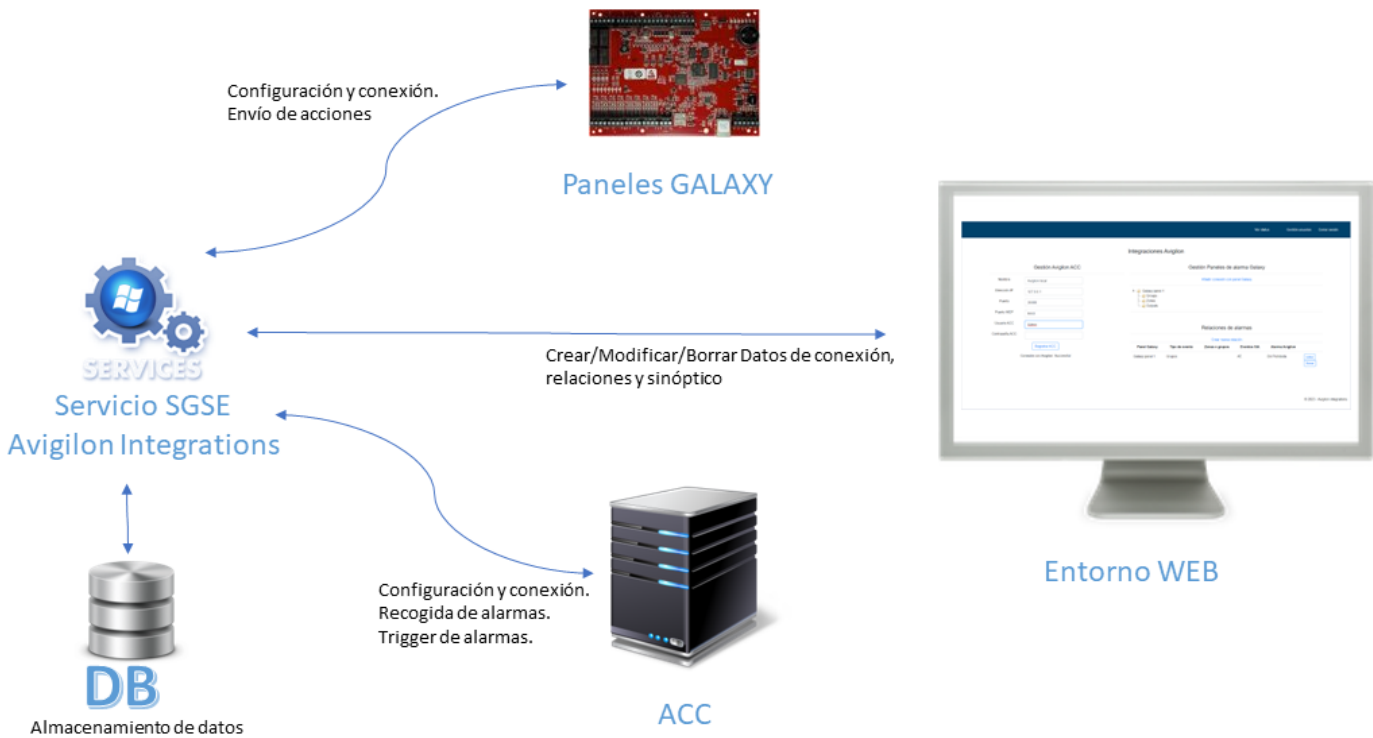 Configuración y conexión.
Envío de acciones
Paneles GALAXY
SERVICES
Servicio SGSE
Avigilon Integrations
Crear/Modificar/Borrar Datos de conexión,
relaciones y sinóptico
Integraciones Avigilon
Gestión Avigilon ACC
Gestión Paneles de alarma Galaxy
Relaciones de alarmas
Configuración y conexión.
Recogida de alarmas.
Trigger de alarmas.
Entorno WEB
DB
Almacenamiento de datos
ACC